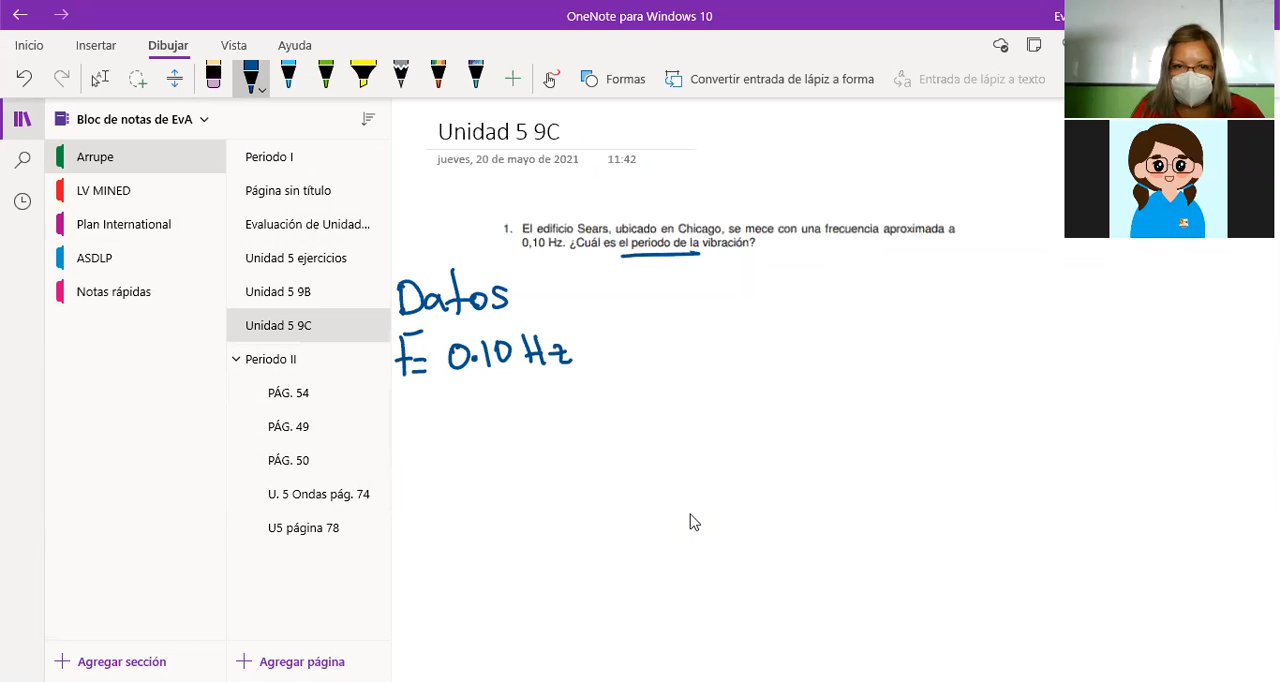 OneNote para Windows 10
Inicio
Insertar
Dibujar
Vista
Ayuda
Formas
Convertir entrada de lápiz a forma
Entrada de lápiz a texto
Bloc de notas de EvA
Arrupe
LV MINED
Plan International
ASDLP
Notas rápidas
Periodo I
Página sin título
Evaluación de Unidad...
Unidad 5 ejercicios
Unidad 5 9B
Unidad 5 9C
Periodo II
PÁG. 54
PÁG. 49
PÁG. 50
U. 5 Ondas pág. 74
U5 página 78
Agregar sección
Agregar página
Unidad 5 9C
jueves, 20 de mayo de 2021 11:42
1. El edificio Sears, ubicado en Chicago, se mece con una frecuencia aproximada a
0,10 Hz. ¿Cuál es el periodo de la vibración?
Datos
F= 0.10 Hz